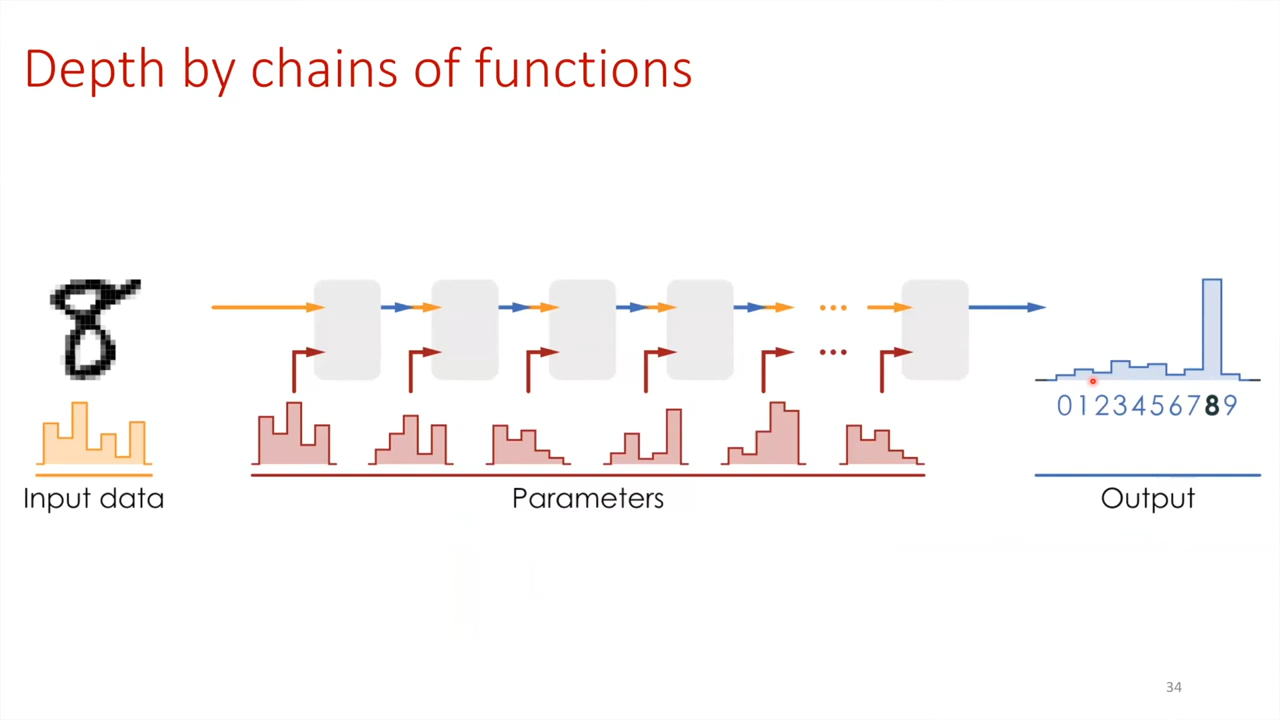 Depth by chains of functions
0123456789
Input data
Parameters
Output
34